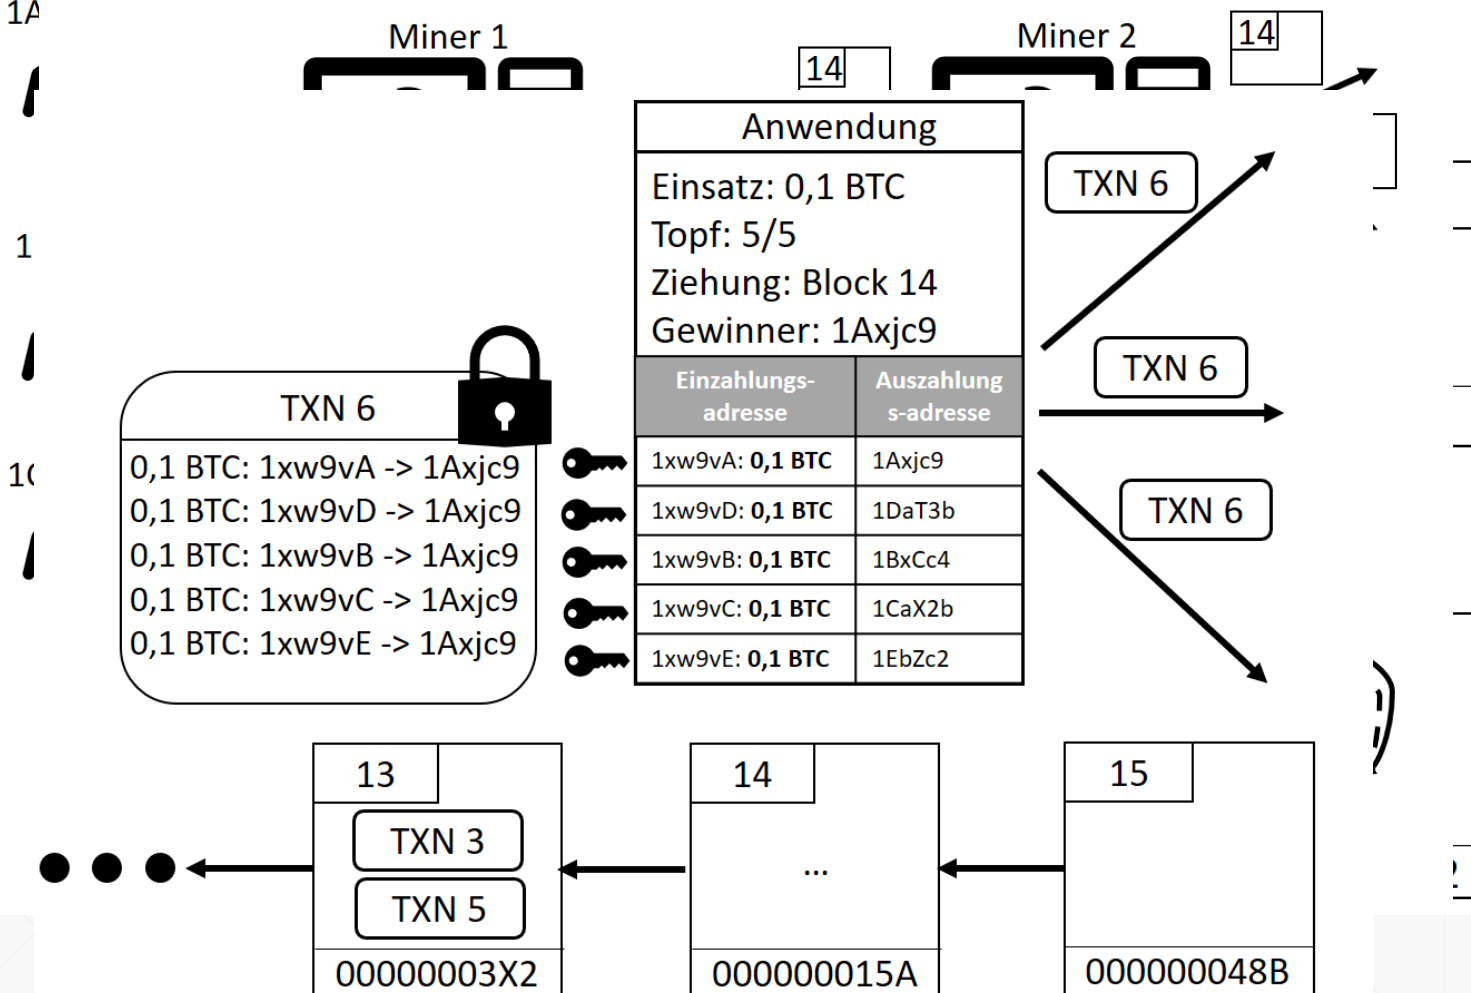 1A
Miner 1
Miner 2
14
14
Anwendung
Einsatz: 0,1 BTC
Topf: 5/5
Ziehung: Block 14
Gewinner: 1Axjc9
Einzahlungs-
adresse
Auszahlung
s-adresse
1xw9vA: 0,1 BTC
1Axjc9
1xw9vD: 0,1 BTC
1DaT3b
1xw9vB: 0,1 BTC
1BxCc4
1xw9vC: 0,1 BTC
1CaX2b
1xw9vE: 0,1 BTC
1EbZc2
TXN 6
TXN 6
TXN 6
1
TXN 6
0,1 BTC: 1xw9vA -> 1Axjc9
0,1 BTC: 1xw9vD -> 1Axjc9
0,1 BTC: 1xw9vB -> 1Axjc9
0,1 BTC: 1xw9vC -> 1Axjc9
0,1 BTC: 1xw9vE -> 1Axjc9
13
TXN 3
TXN 5
00000003X2
14
...
000000015A
15
000000048B